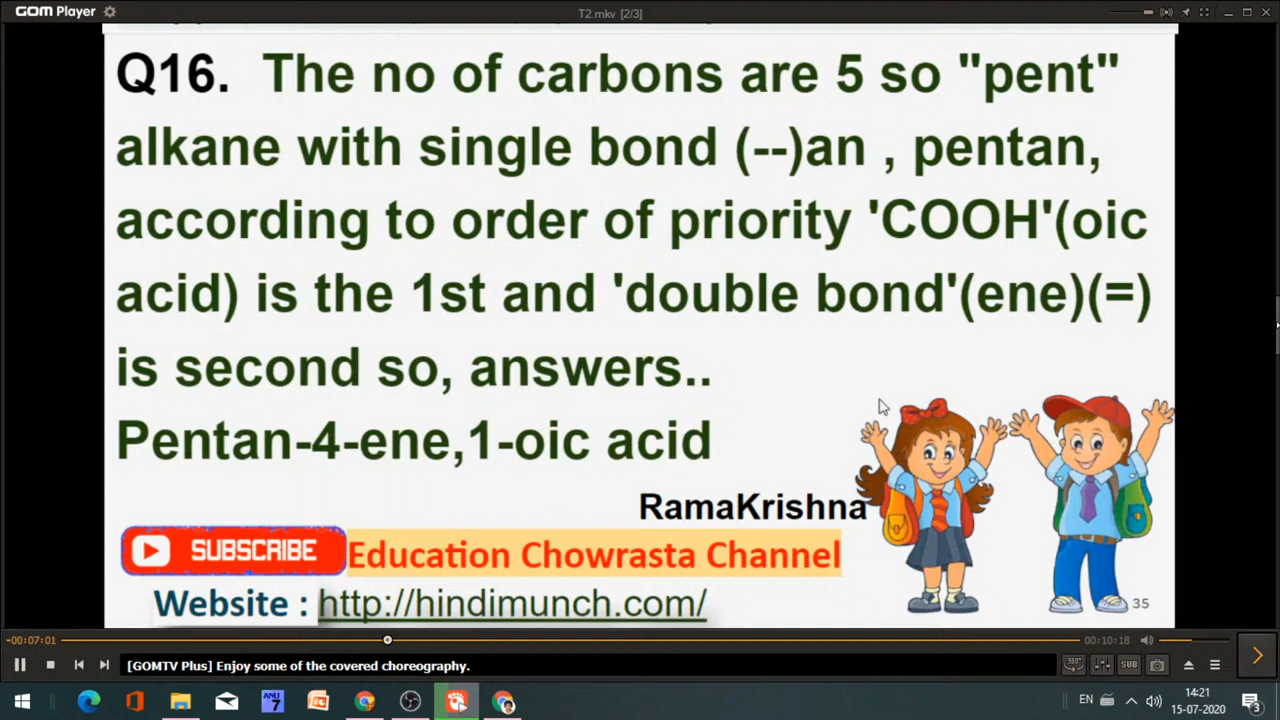 GOM Player
T2.mkv [2/3]
Q16. The no of carbons are 5 so "pent"
alkane with single bond (--)an , pentan,
according to order of priority 'COOH'(oic
acid) is the 1st and 'double bond'(ene)(=)
is second so, answers..
Pentan-4-ene,1-oic acid
RamaKrishna
SUBSCRIBE Education Chowrasta Channel
Website : http://hindimunch.com/
35
-00:07:01
00:10:18
[GOMTV Plus] Enjoy some of the covered choreography.
360°
SUB
ANU
7
EN
14:21
15-07-2020
3